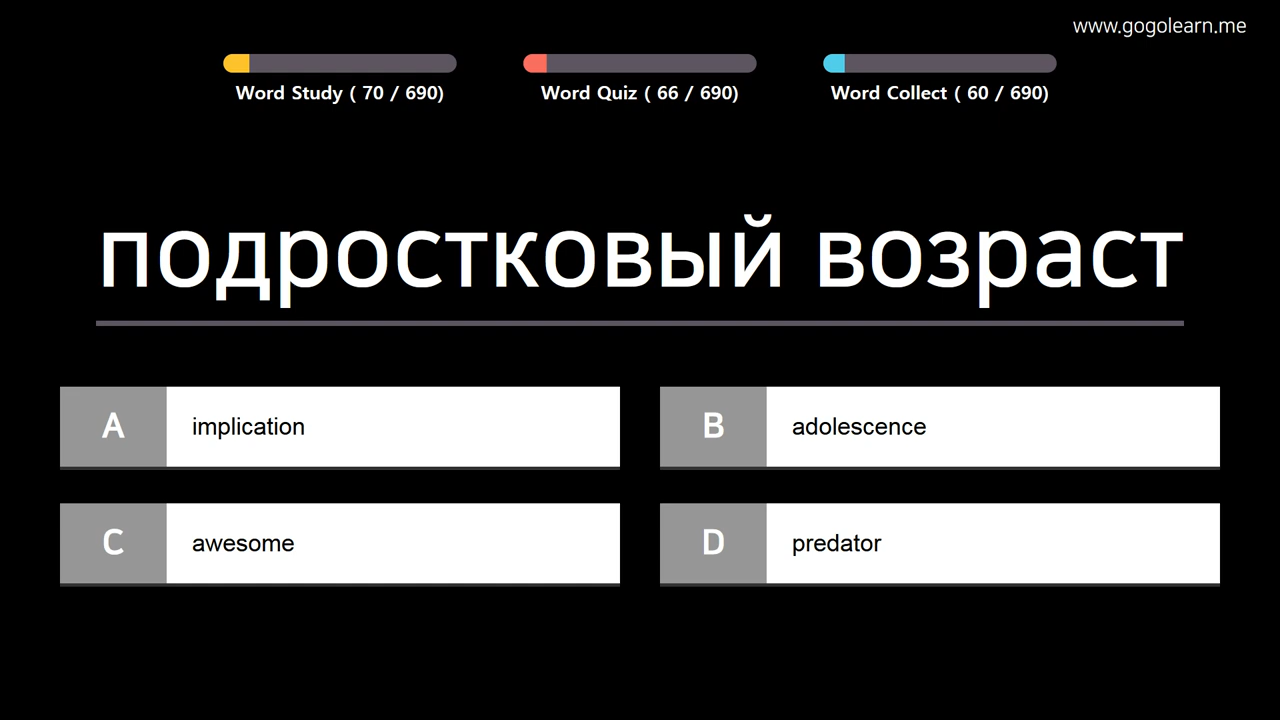 www.gogolearn.me
Word Study ( 70 / 690)
Word Quiz ( 66 / 690)
Word Collect ( 60 / 690)
подростковый возраст
A implication
B adolescence
C awesome
D predator